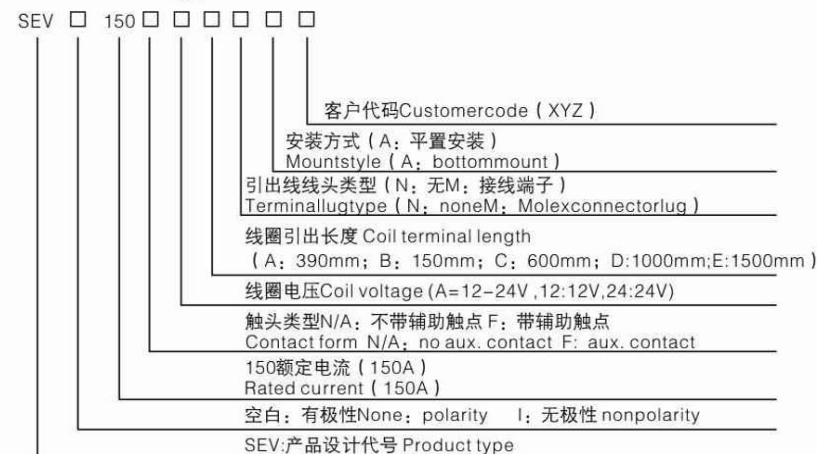 SEV □ 150 □ □ □ □ □ □
客户代码Customercode（XYZ）
安装方式（A：平置安装）
Mountstyle（A：bottommount）
引出线线头类型（N：无M：接线端子）
Terminallugtype（N：noneM：Molexconnectorlug）
线圈引出长度 Coil terminal length
（A：390mm；B：150mm；C：600mm；D:1000mm;E:1500mm）
线圈电压Coil voltage (A=12–24V ,12:12V,24:24V)
触头类型N/A：不带辅助触点 F：带辅助触点
Contact form N/A：no aux. contact F: aux. contact
150额定电流（150A）
Rated current（150A）
空白：有极性None：polarity I：无极性 nonpolarity
SEV:产品设计代号 Product type